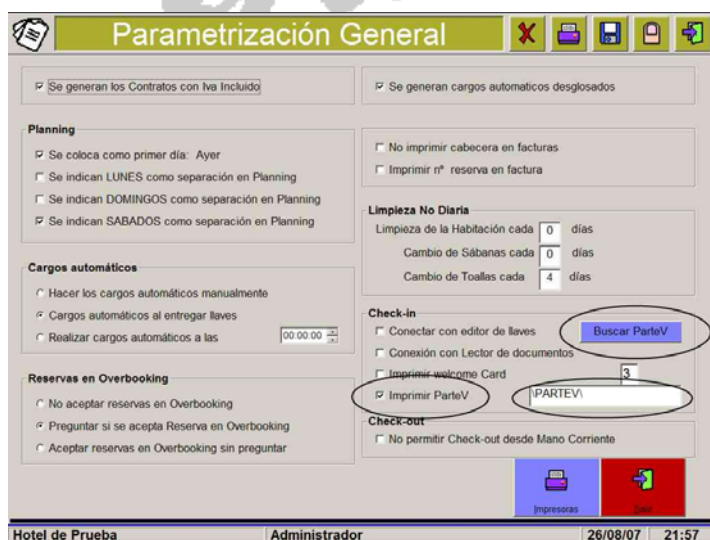 Parametrización General
Se generan los Contratos con Iva Incluido
Se generan cargos automaticos desglosados
Planning
Se coloca como primer día: Ayer
Se indican LUNES como separación en Planning
Se indican DOMINGOS como separación en Planning
Se indican SABADOS como separación en Planning
No imprimir cabecera en facturas
Imprimir nº reserva en factura
Limpieza No Diaria
Limpieza de la Habitación cada 0 días
Cambio de Sábanas cada 0 días
Cambio de Toallas cada 4 días
Cargos automáticos
Hacer los cargos automáticos manualmente
Cargos automáticos al entregar llaves
Realizar cargos automáticos a las 00:00:00
Check-in
Conectar con editor de llaves Buscar ParteV
Conexión con Lector de documentos
Imprimir welcome Card 3
Imprimir ParteV \PARTEV\
Reservas en Overbooking
No aceptar reservas en Overbooking
Preguntar si se acepta Reserva en Overbooking
Aceptar reservas en Overbooking sin preguntar
Check-out
No permitir Check-out desde Mano Corriente
Impresoras
Hotel de Prueba Administrador 26/08/07 21:57